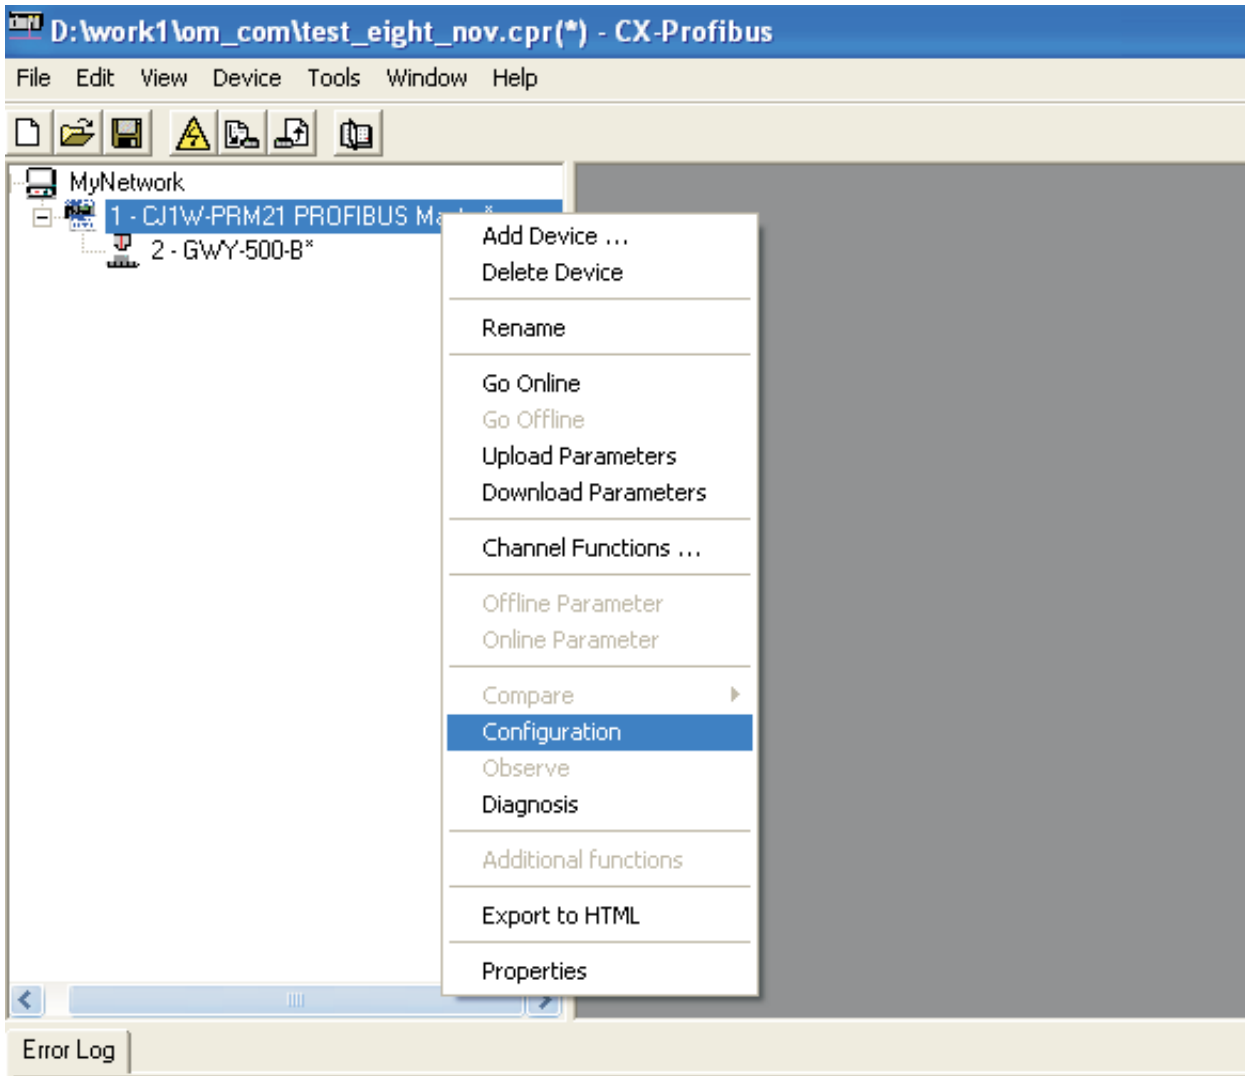 D:\work1\om_com\test_eight_nov.cpr(*) - CX-Profibus
File Edit View Device Tools Window Help
MyNetwork
1 - CJ1W-PRM21 PROFIBUS
2 - GWY-500-B*
Add Device ...
Delete Device
Rename
Go Online
Go Offline
Upload Parameters
Download Parameters
Channel Functions ...
Offline Parameter
Online Parameter
Compare
Configuration
Observe
Diagnosis
Additional functions
Export to HTML
Properties
Error Log